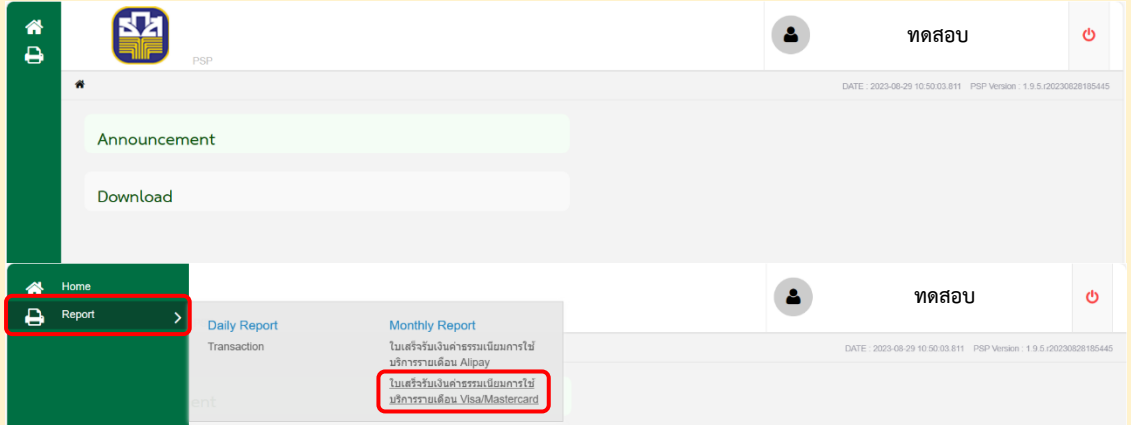 ทดสอบ
PSP
DATE : 2023-08-29 10:50:03.811 PSP Version : 1.9.5.r20230828185445
Announcement
Download
Home
Report
ทดสอบ
Daily Report
Monthly Report
Transaction
ใบเสร็จรับเงินค่าธรรมเนียมการใช้
บริการรายเดือน Alipay
ใบเสร็จรับเงินค่าธรรมเนียมการใช้
บริการรายเดือน Visa/Mastercard
DATE : 2023-08-29 10:50:03.811 PSP Version : 1.9.5.r20230828185445
ent